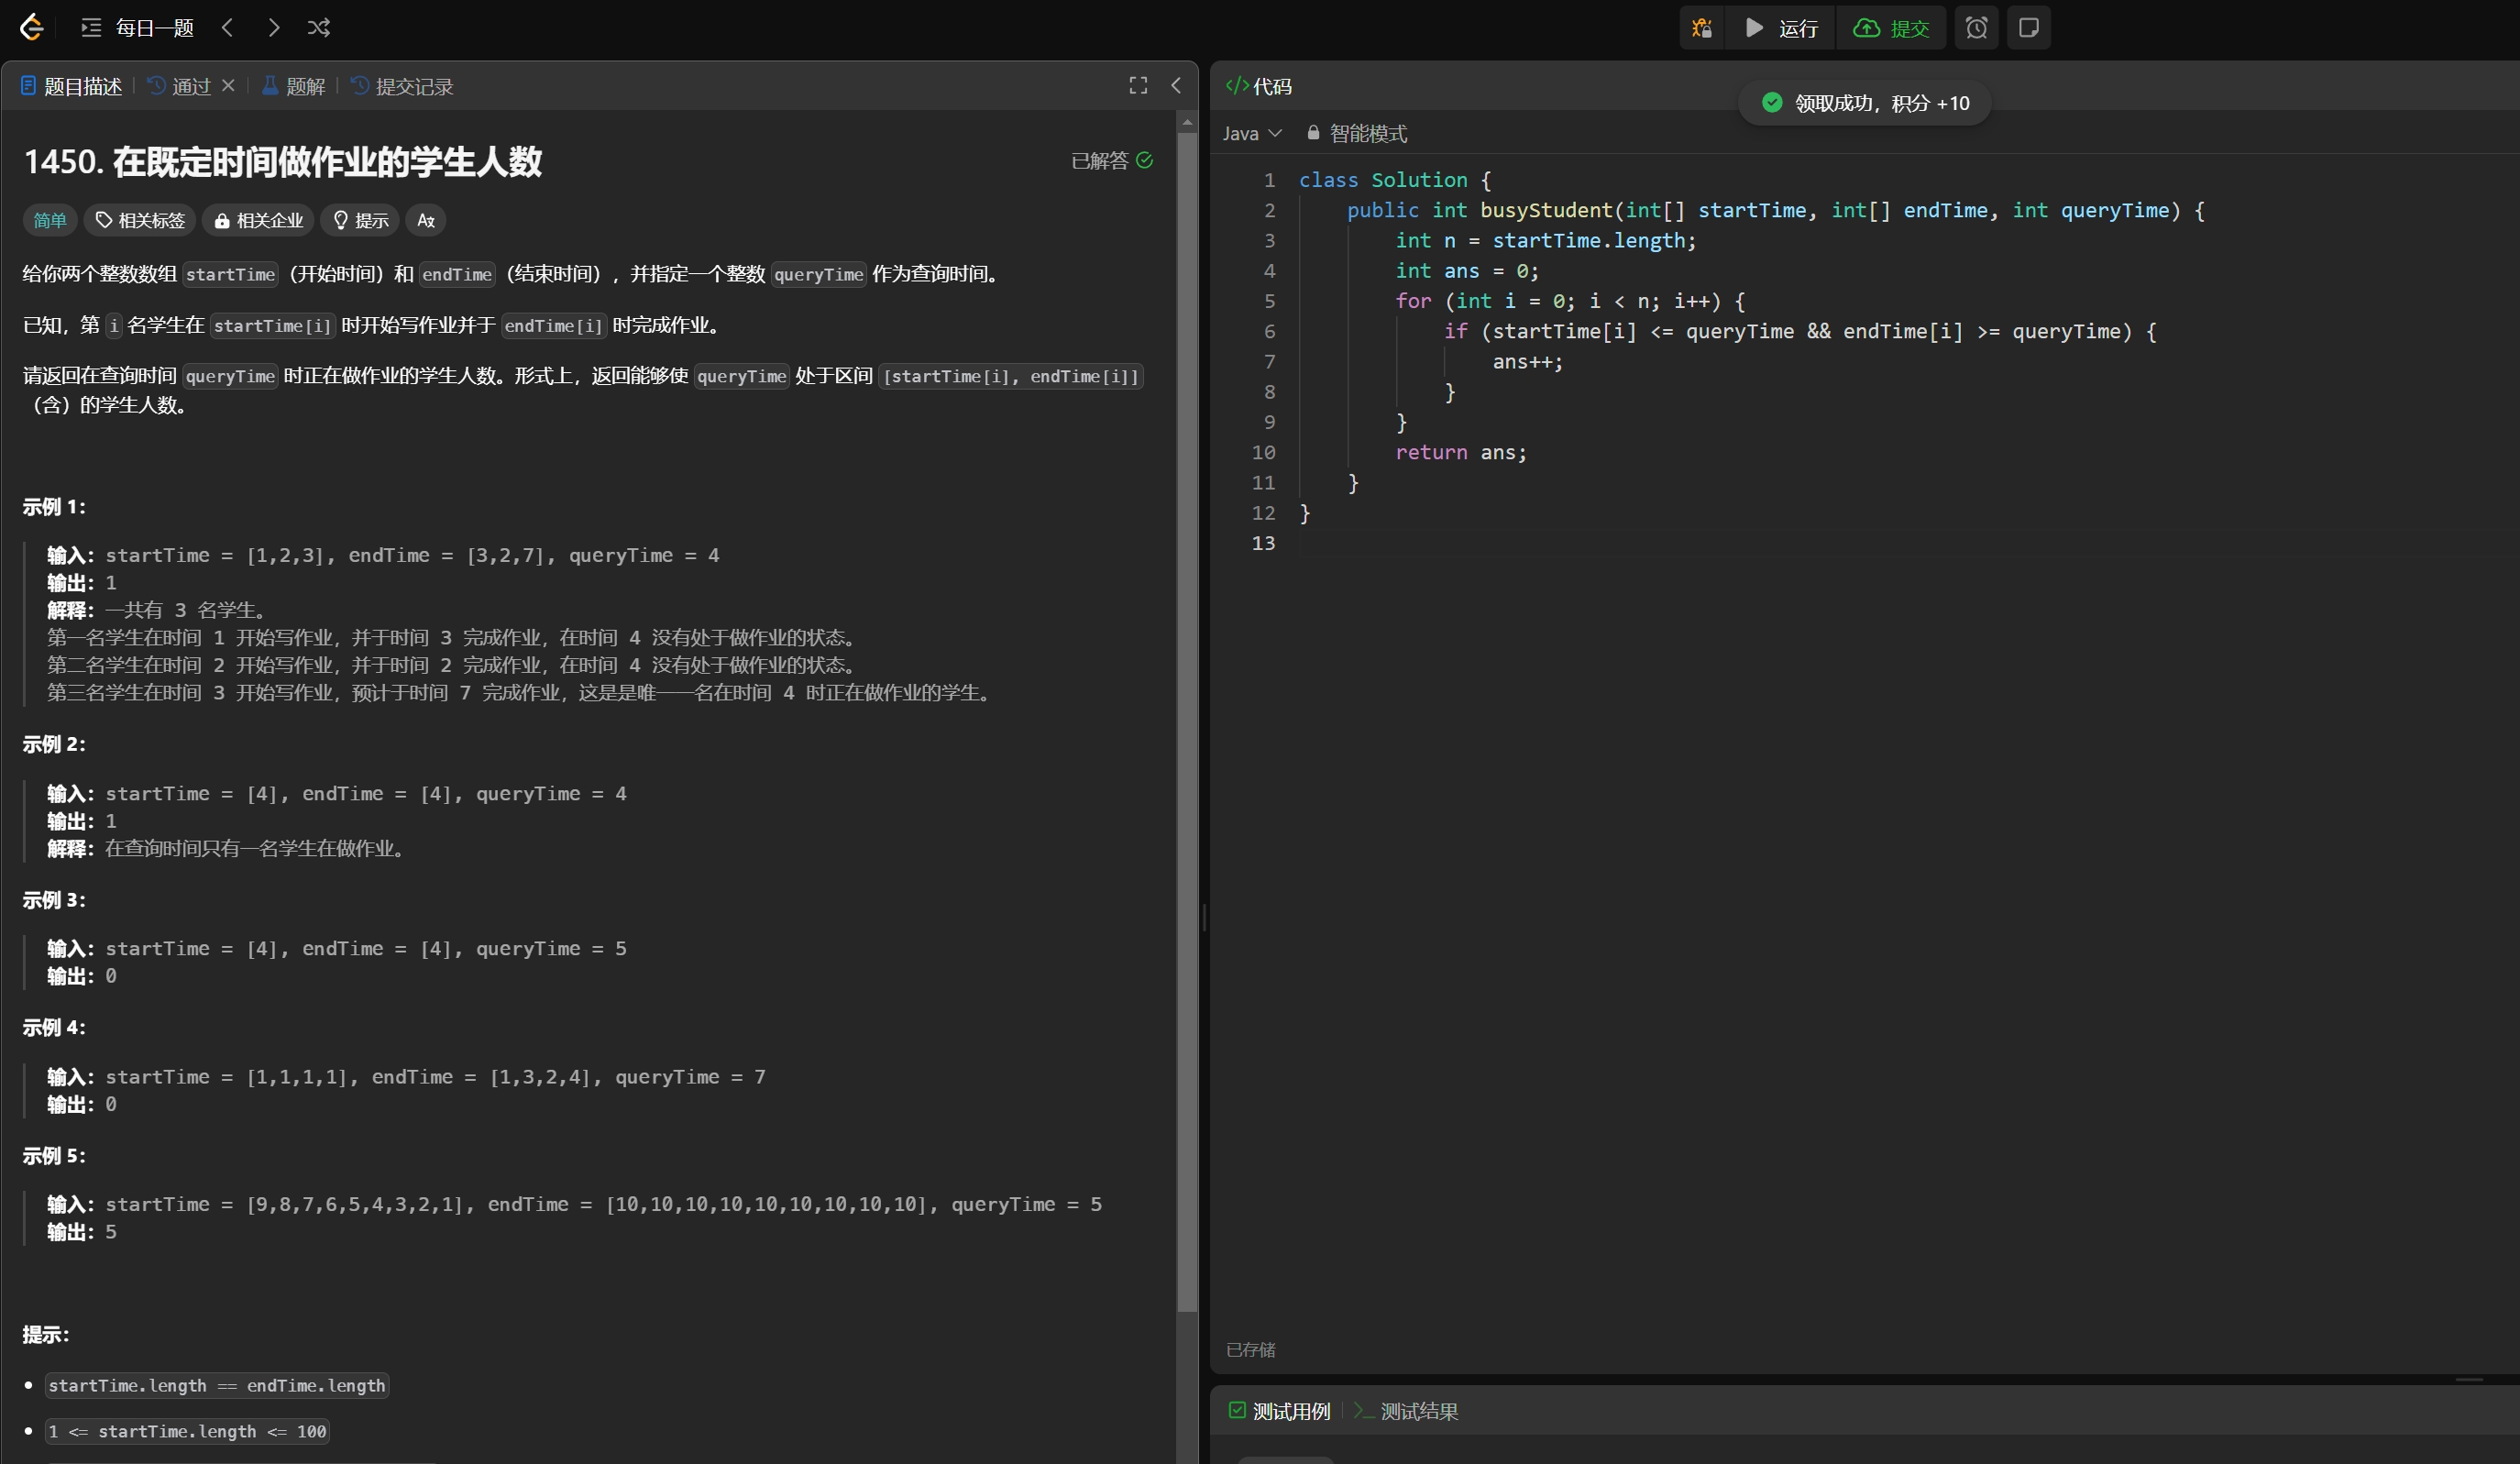 每日一题
运行
提交
题目描述
通过
题解
提交记录
1450. 在既定时间做作业的学生人数
已解答
简单
相关标签
相关企业
提示
给你两个整数数组 startTime（开始时间）和 endTime（结束时间），并指定一个整数 queryTime 作为查询时间。
已知，第 i 名学生在 startTime[i] 时开始写作业并于 endTime[i] 时完成作业。
请返回在查询时间 queryTime 时正在做作业的学生人数。形式上，返回能够使 queryTime 处于区间 [startTime[i], endTime[i]]
（含）的学生人数。
示例 1：
输入：startTime = [1,2,3], endTime = [3,2,7], queryTime = 4
输出：1
解释：一共有 3 名学生。
第一名学生在时间 1 开始写作业，并于时间 3 完成作业，在时间 4 没有处于做作业的状态。
第二名学生在时间 2 开始写作业，并于时间 2 完成作业，在时间 4 没有处于做作业的状态。
第三名学生在时间 3 开始写作业，预计于时间 7 完成作业，这是是唯一一名在时间 4 时正在做作业的学生。
示例 2：
输入：startTime = [4], endTime = [4], queryTime = 4
输出：1
解释：在查询时间只有一名学生在做作业。
示例 3：
输入：startTime = [4], endTime = [4], queryTime = 5
输出：0
示例 4：
输入：startTime = [1,1,1,1], endTime = [1,3,2,4], queryTime = 7
输出：0
示例 5：
输入：startTime = [9,8,7,6,5,4,3,2,1], endTime = [10,10,10,10,10,10,10,10,10], queryTime = 5
输出：5
提示：
startTime.length == endTime.length
1 <= startTime.length <= 100
</> 代码
领取成功，积分 +10
Java
智能模式
1 class Solution {
2 public int busyStudent(int[] startTime, int[] endTime, int queryTime) {
3 int n = startTime.length;
4 int ans = 0;
5 for (int i = 0; i < n; i++) {
6 if (startTime[i] <= queryTime && endTime[i] >= queryTime) {
7 ans++;
8 }
9 }
10 return ans;
11 }
12 }
13
已存储
测试用例
测试结果